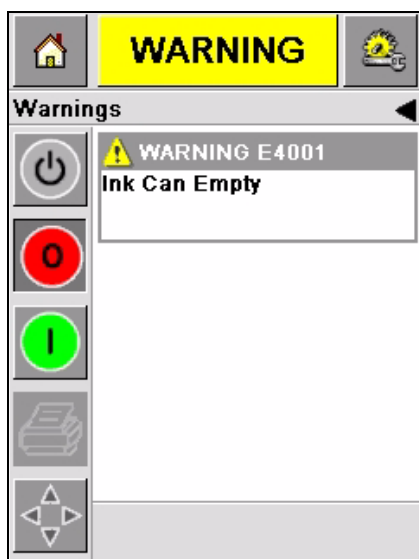 WARNING
Warnings
WARNING E4001
Ink Can Empty
O
I